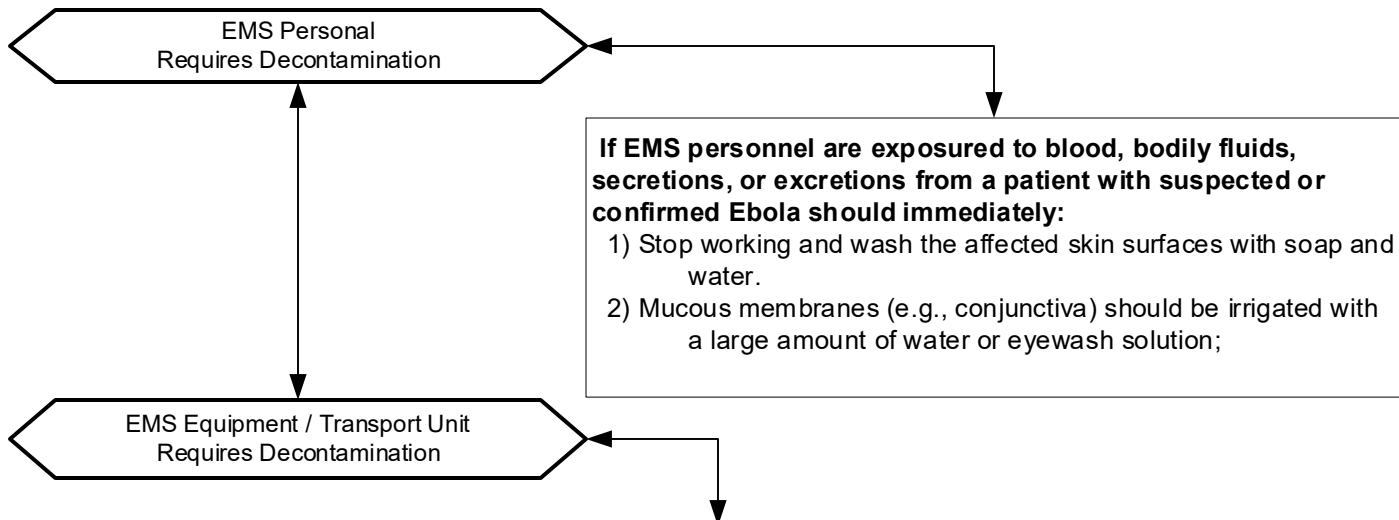 EMS Personal
Requires Decontamination
If EMS personnel are exposured to blood, bodily fluids,
secretions, or excretions from a patient with suspected or
confirmed Ebola should immediately:
1) Stop working and wash the affected skin surfaces with soap and
water.
2) Mucous membranes (e.g., conjunctiva) should be irrigated with
a large amount of water or eyewash solution;
EMS Equipment / Transport Unit
Requires Decontamination